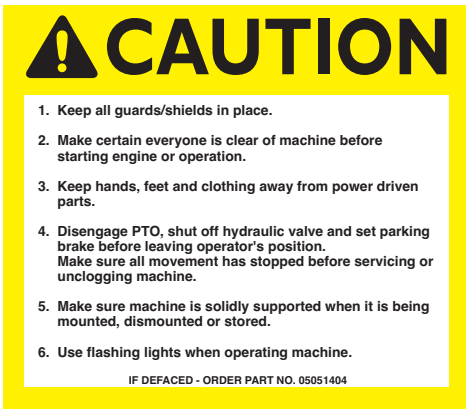 CAUTION
1. Keep all guards/shields in place.
2. Make certain everyone is clear of machine before
starting engine or operation.
3. Keep hands, feet and clothing away from power driven
parts.
4. Disengage PTO, shut off hydraulic valve and set parking
brake before leaving operator's position.
Make sure all movement has stopped before servicing or
unclogging machine.
5. Make sure machine is solidly supported when it is being
mounted, dismounted or stored.
6. Use flashing lights when operating machine.
IF DEFACED - ORDER PART NO. 05051404